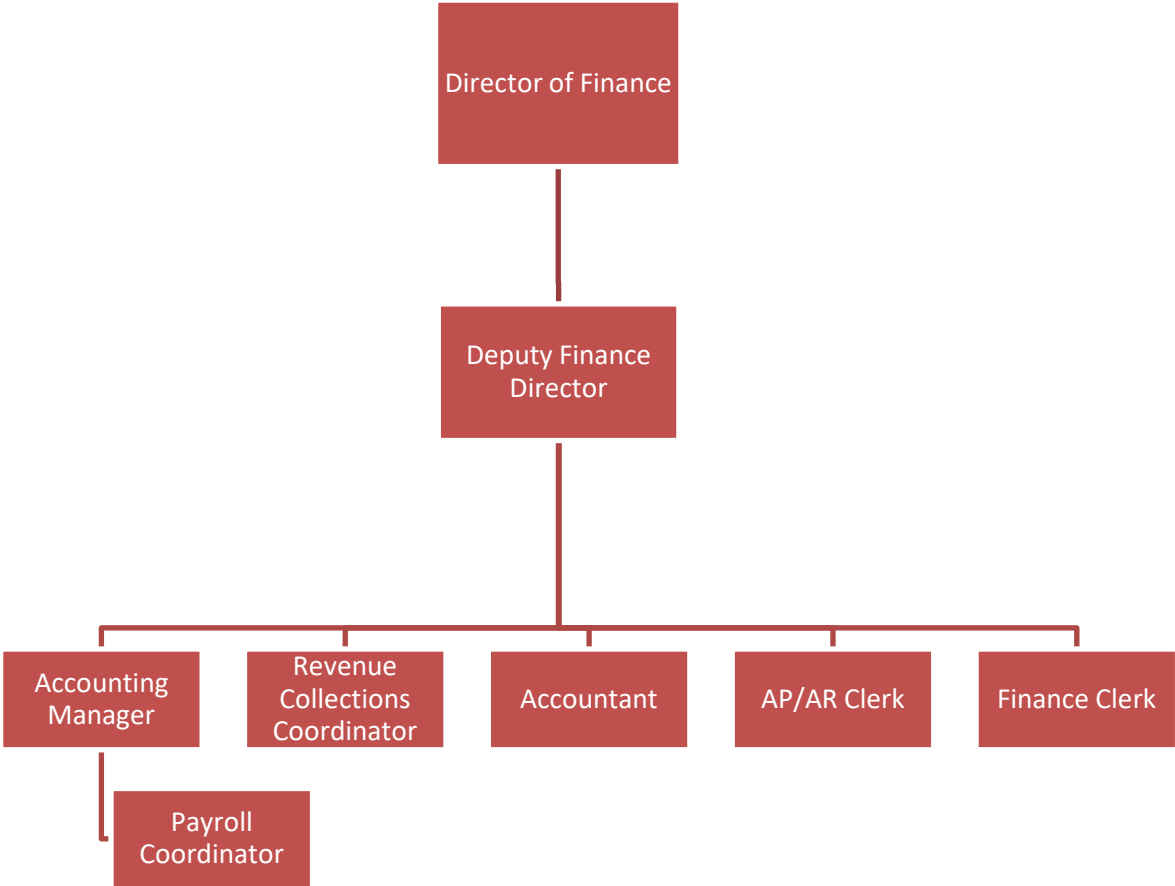 Director of Finance
Deputy Finance
Director
Accounting
Manager
Revenue
Collections
Coordinator
Accountant
AP/AR Clerk
Finance Clerk
Payroll
Coordinator